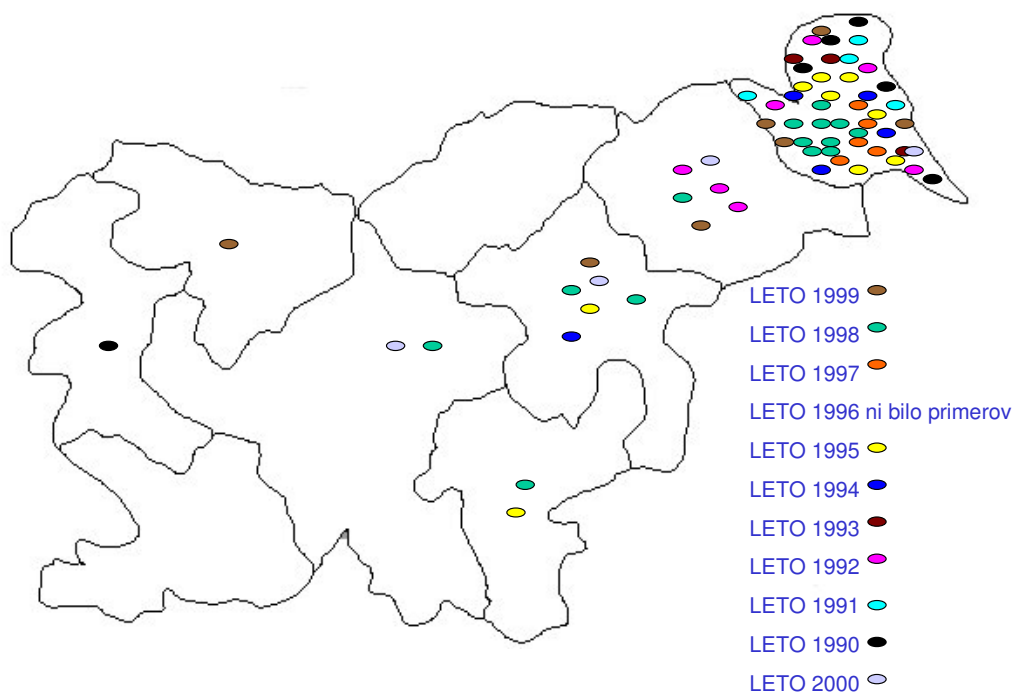 LETO 1999
LETO 1998
LETO 1997
LETO 1996 ni bilo primerov
LETO 1995
LETO 1994
LETO 1993
LETO 1992
LETO 1991
LETO 1990
LETO 2000